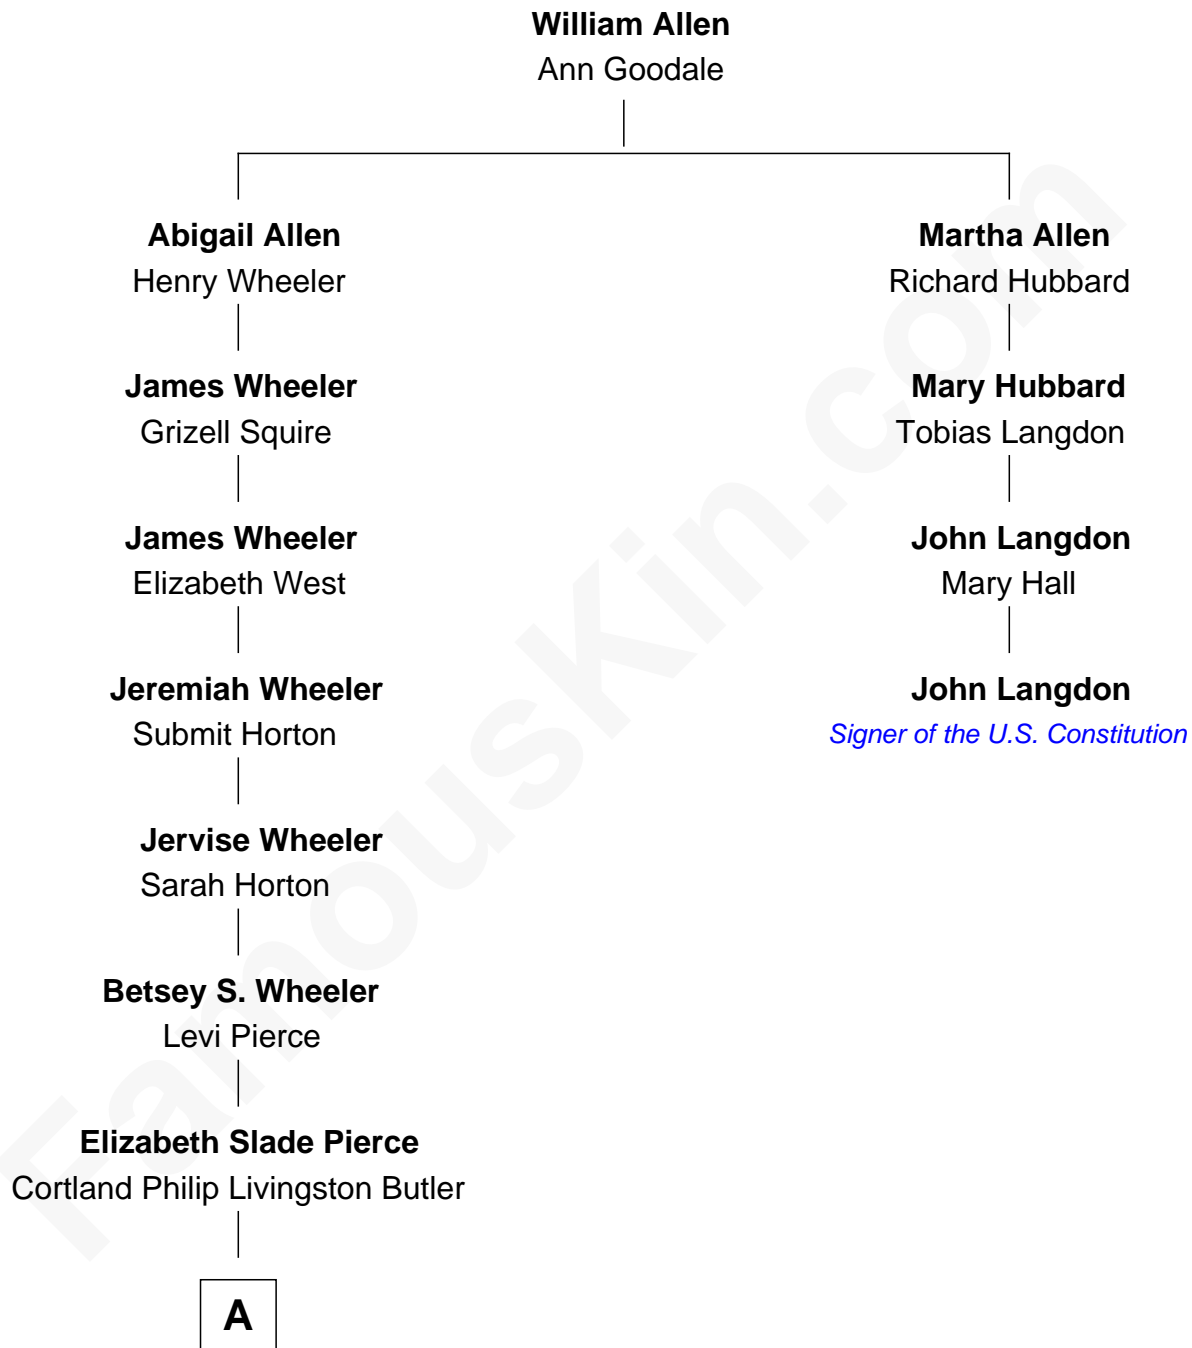 William Allen
Ann Goodale
Abigail Allen
Henry Wheeler
Martha Allen
Richard Hubbard
James Wheeler
Grizell Squire
Mary Hubbard
Tobias Langdon
James Wheeler
Elizabeth West
John Langdon
Mary Hall
Jeremiah Wheeler
Submit Horton
John Langdon
Signer of the U.S. Constitution
Jervise Wheeler
Sarah Horton
Betsey S. Wheeler
Levi Pierce
Elizabeth Slade Pierce
Cortland Philip Livingston Butler
A
FamousKin.com